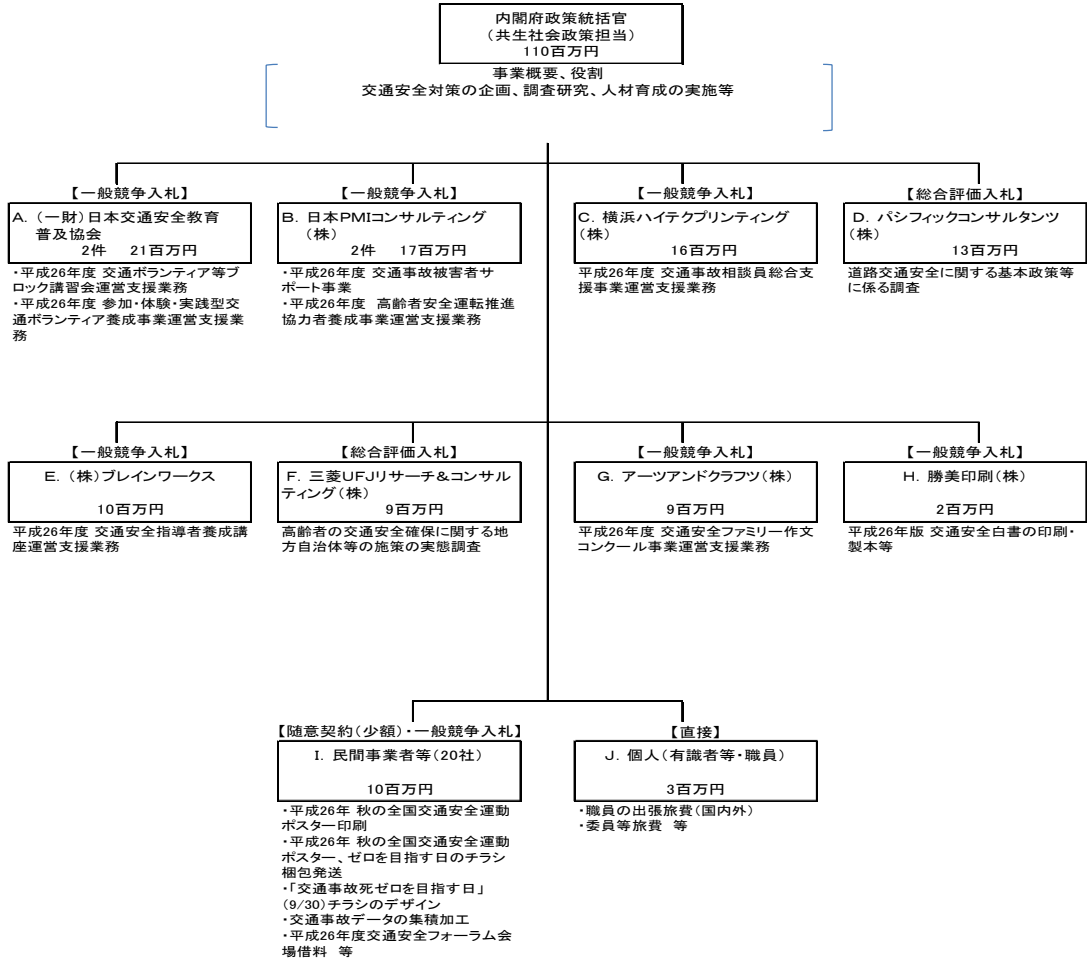 内閣府政策統括官
（共生社会政策担当）
110百万円
事業概要、役割
交通安全対策の企画、調査研究、人材育成の実施等
【一般競争入札】
A. （一財）日本交通安全教育
普及協会
2件　21百万円
・平成26年度 交通ボランティア等ブ
ロック講習会運営支援業務
・平成26年度 参加・体験・実践型交
通ボランティア養成事業運営支援業
務
【一般競争入札】
B. 日本PMIコンサルティング
（株）
2件　17百万円
・平成26年度 交通事故被害者サ
ポート事業
・平成26年度　高齢者安全運転推進
協力者養成事業運営支援業務
【一般競争入札】
C. 横浜ハイテクプリンティング
（株）
16百万円
平成26年度 交通事故相談員総合支
援事業運営支援業務
【総合評価入札】
D. パシフィックコンサルタンツ
（株）
13百万円
道路交通安全に関する基本政策等
に係る調査
【一般競争入札】
E. （株）ブレインワークス
10百万円
平成26年度 交通安全指導者養成講
座運営支援業務
【総合評価入札】
F. 三菱UFJリサーチ&コンサル
ティング（株）
9百万円
高齢者の交通安全確保に関する地
方自治体等の施策の実態調査
【一般競争入札】
G. アーツアンドクラフツ（株）
9百万円
平成26年度 交通安全ファミリー作文
コンクール事業運営支援業務
【一般競争入札】
H. 勝美印刷（株）
2百万円
平成26年版 交通安全白書の印刷・
製本等
【随意契約（少額）・一般競争入札】
I. 民間事業者等（20社）
10百万円
・平成26年 秋の全国交通安全運動
ポスター印刷
・平成26年 秋の全国交通安全運動
ポスター、ゼロを目指す日のチラシ
梱包発送
・「交通事故死ゼロを目指す日」
（9/30）チラシのデザイン
・交通事故データの集積加工
・平成26年度交通安全フォーラム会
場借料　等
【直接】
J. 個人（有識者等・職員）
3百万円
・職員の出張旅費（国内外）
・委員等旅費　等